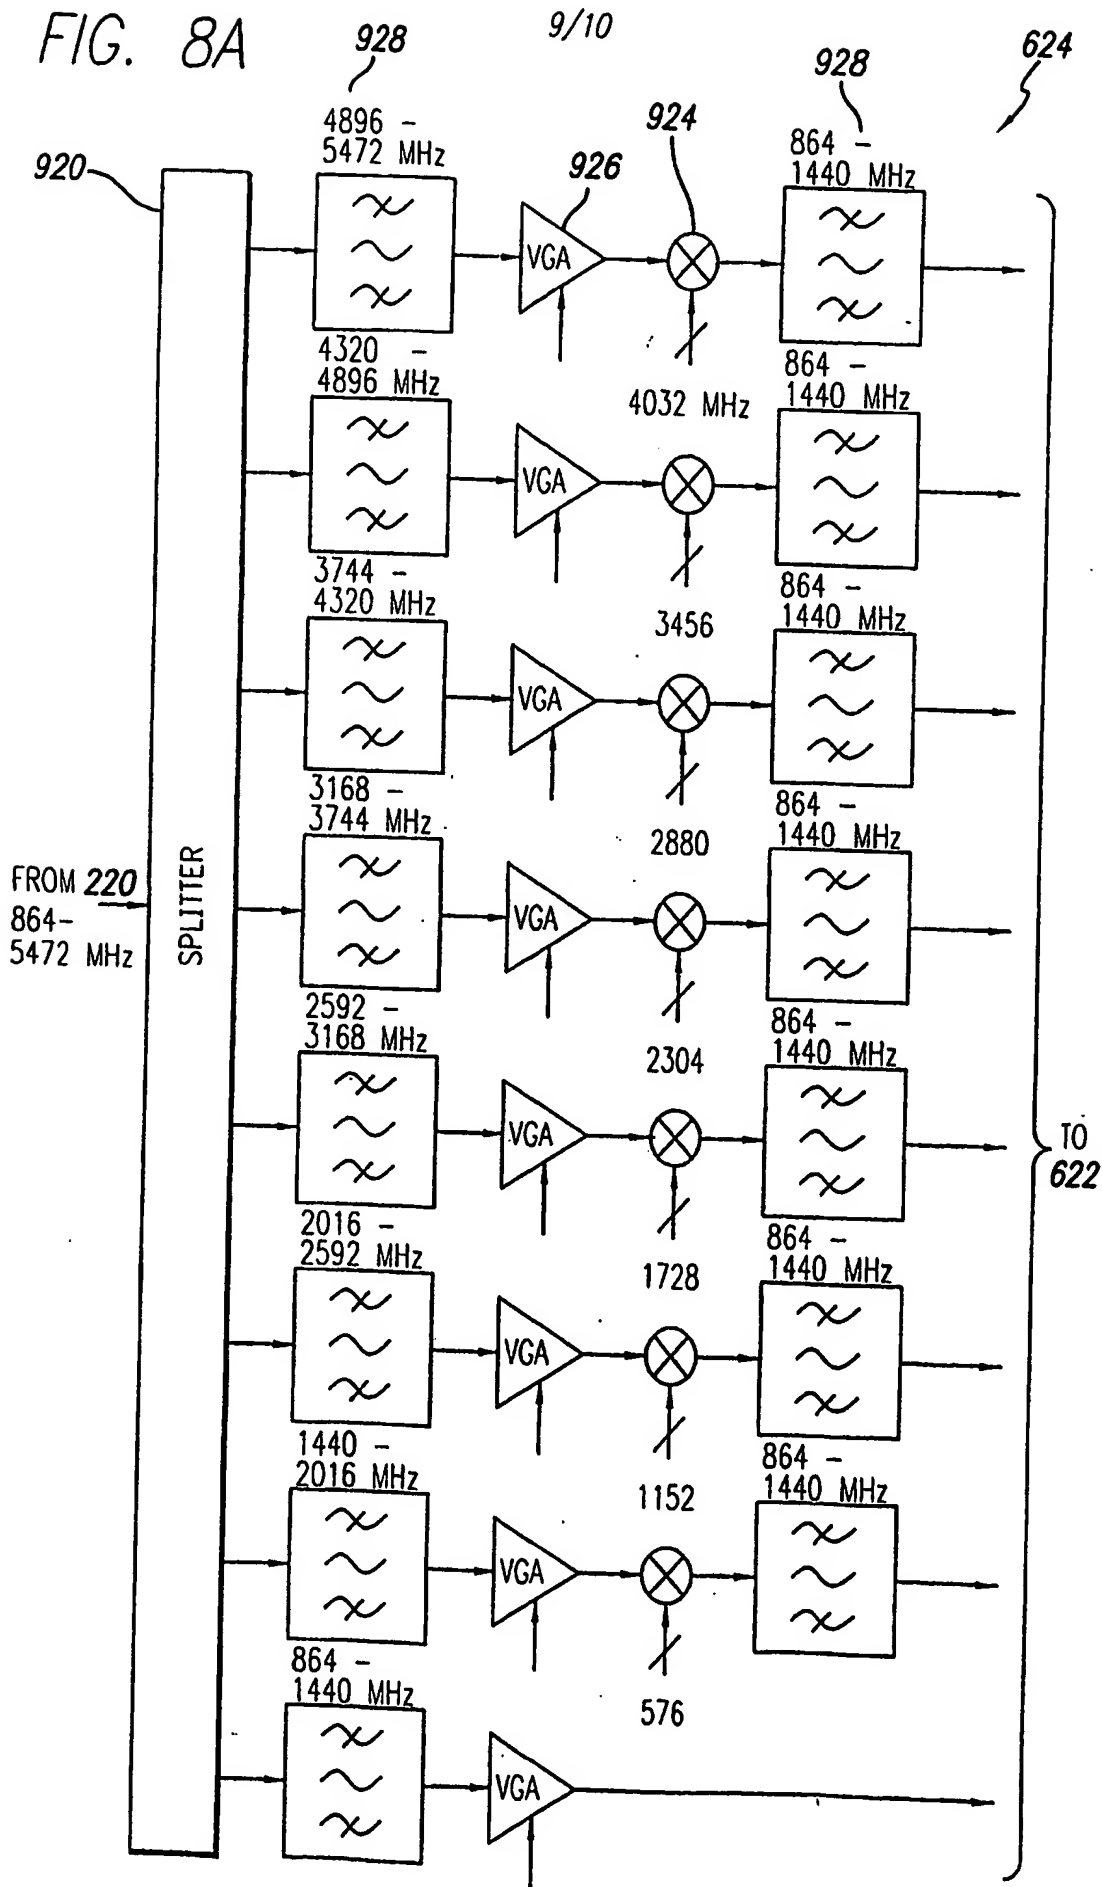 FIG. 8A
9/10
928
928
624
924
4896 -
5472 MHz
864 -
1440 MHz
920
926
VGA
4320 -
4896 MHz
4032 MHz
864 -
1440 MHz
VGA
3744 -
4320 MHz
3456
864 -
1440 MHz
VGA
3168 -
3744 MHz
2880
864 -
1440 MHz
FROM 220
864-
5472 MHz
SPLITTER
VGA
2592 -
3168 MHz
2304
864 -
1440 MHz
VGA
TO
622
2016 -
2592 MHz
1728
864 -
1440 MHz
VGA
1440 -
2016 MHz
1152
864 -
1440 MHz
VGA
864 -
1440 MHz
576
VGA